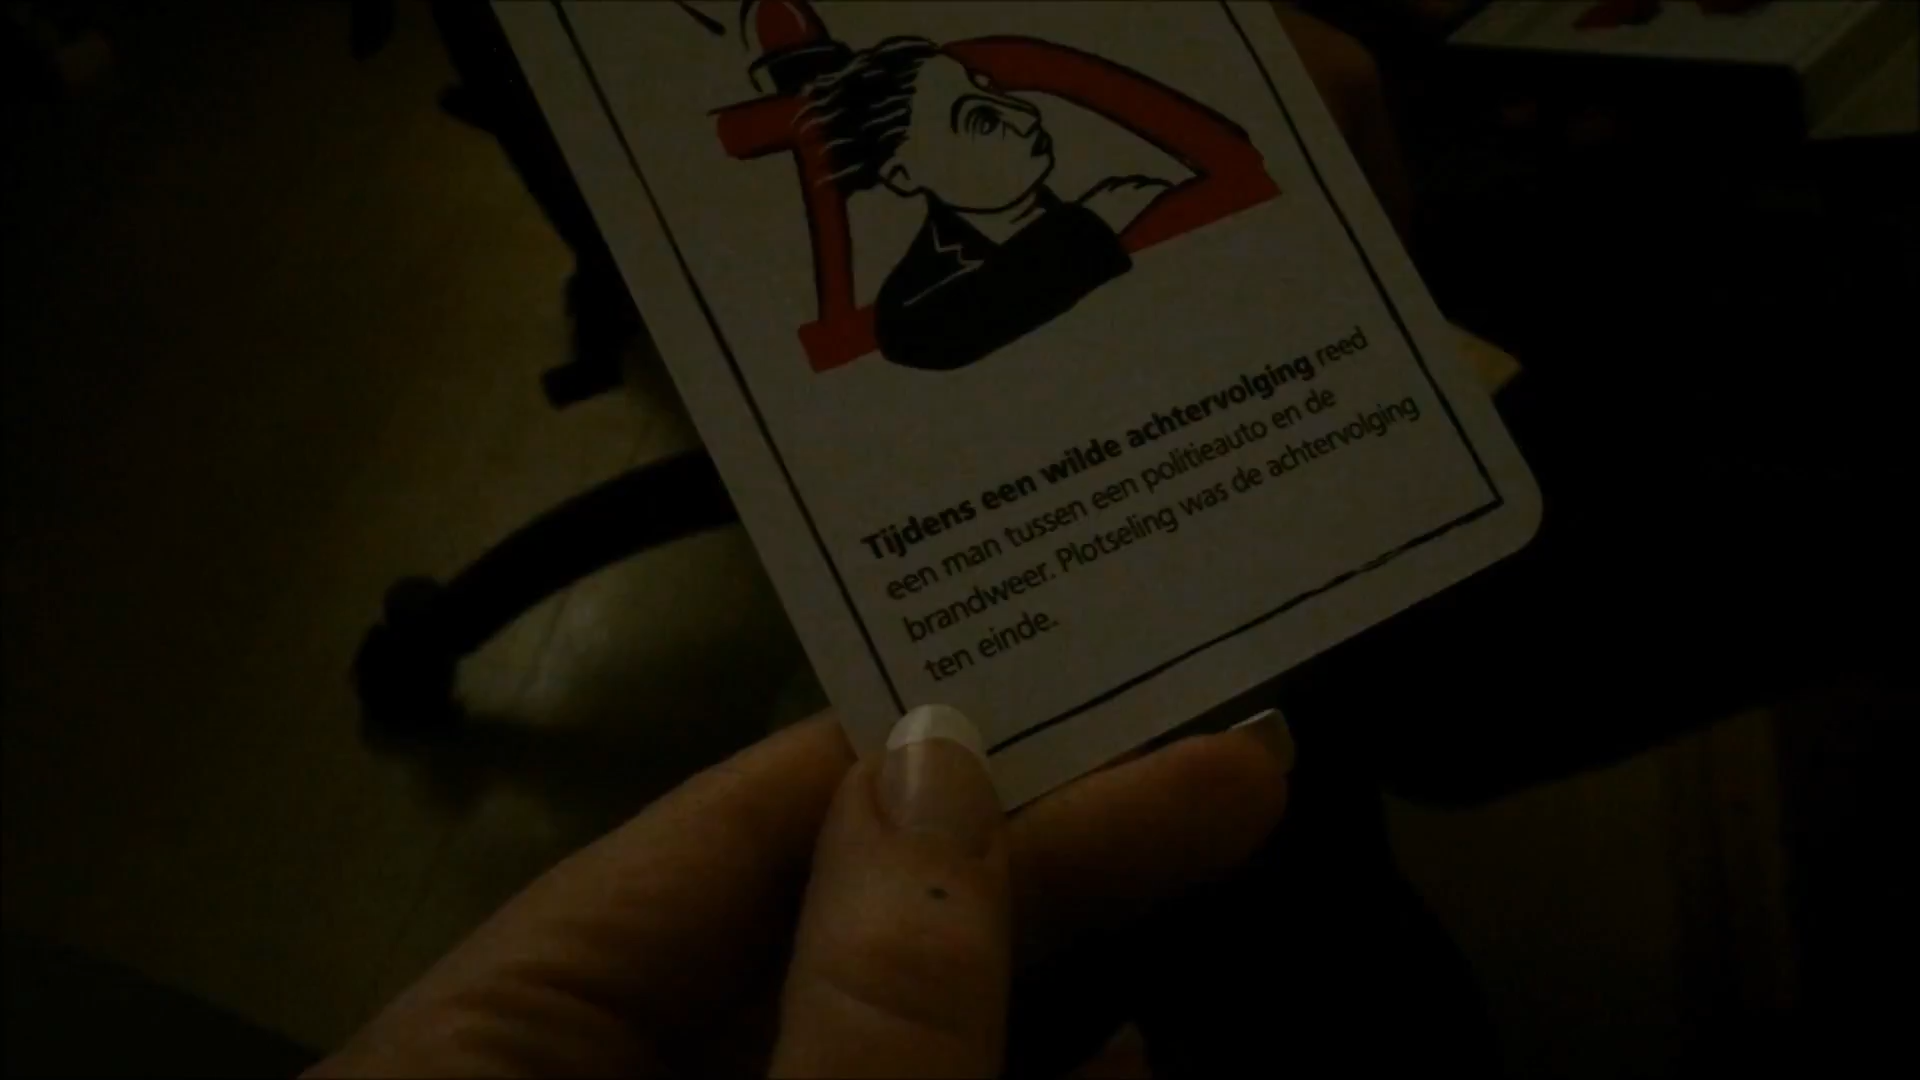 Tijdens een wilde achtervolging reed
een man tussen een politieauto en de
brandweer. Plotseling was de achtervolging
ten einde.